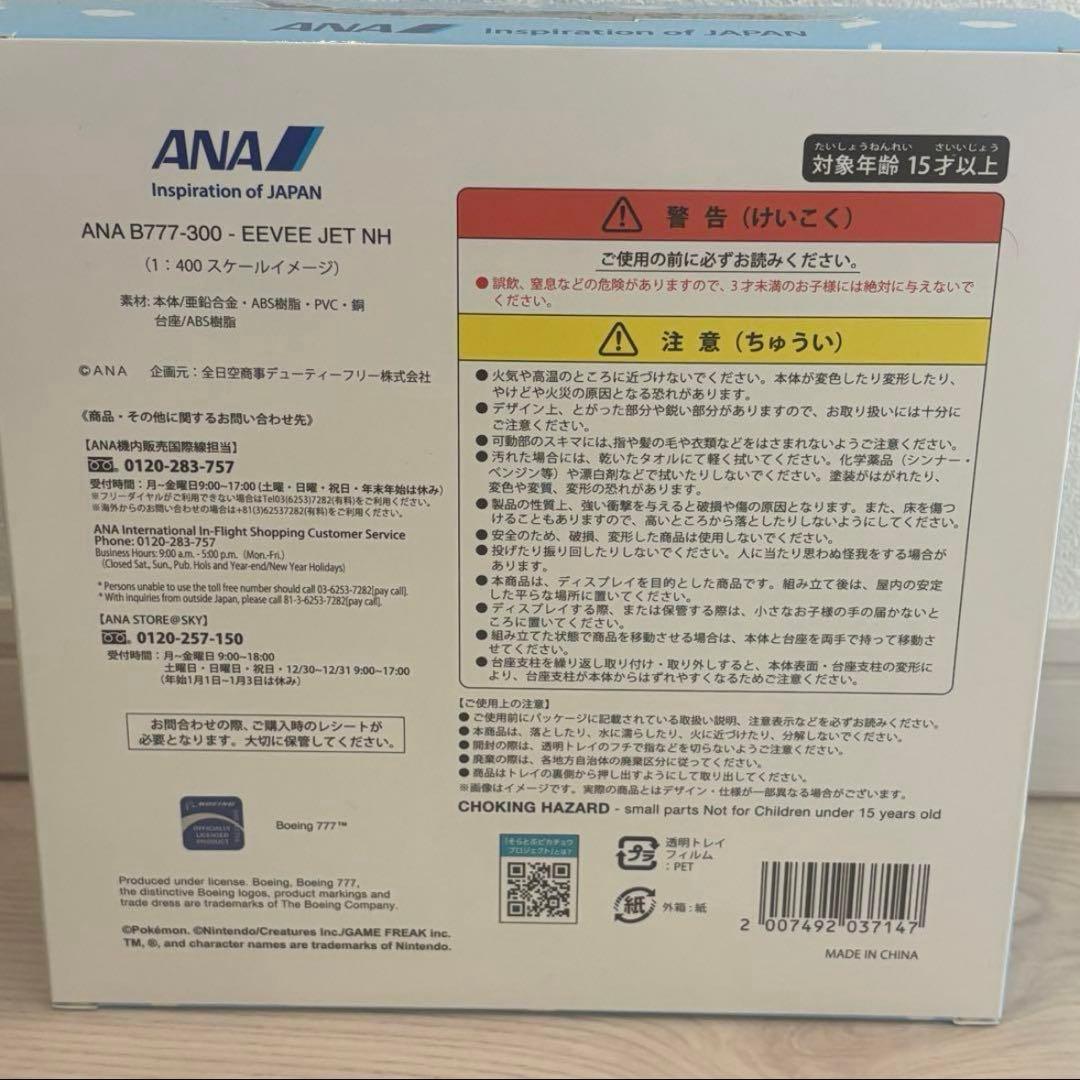 ANA Inspiration of JAPAN
ANA
Inspiration of JAPAN
ANA B777-300 - EEVEE JET NH
(1:400 スケールイメージ)
素材: 本体/亜鉛合金・ABS樹脂・PVC・銅
台座/ABS樹脂
©ANA 企画元:全日空商事デューティーフリー株式会社
《商品・その他に関するお問い合わせ先》
【ANA機内販売国際線担当】
0120-283-757
受付時間:月~金曜日9:00~17:00 (土曜・日曜・祝日・年末年始は休み)
※フリーダイヤルがご利用できない場合はTel03(6253)7282(有料)をご利用ください。
※海外からのお問い合わせの場合は+81(3)62537282(有料)をご利用ください。
ANA International In-Flight Shopping Customer Service
Phone: 0120-283-757
Business Hours: 9:00 a.m. - 5:00 p.m. (Mon.-Fri.)
(Closed Sat., Sun., Pub. Hols and Year-end/New Year Holidays)
* Persons unable to use the toll free number should call 03-6253-7282[pay call].
* With inquiries from outside Japan, please call 81-3-6253-7282[pay call].
【ANA STORE@SKY】
0120-257-150
受付時間:月~金曜日 9:00~18:00
土曜日・日曜日・祝日・12/30~12/31 9:00~17:00
(年始1月1日~1月3日は休み)
お問合わせの際、ご購入時のレシートが
必要となります。大切に保管してください。
BOEING
OFFICIALLY
LICENSED
PRODUCT
Boeing 777™
Produced under license. Boeing, Boeing 777,
the distinctive Boeing logos, product markings and
trade dress are trademarks of The Boeing Company.
©Pokémon. ©Nintendo/Creatures Inc./GAME FREAK inc.
TM, ®, and character names are trademarks of Nintendo.
たいしょうねんれい さいいじょう
対象年齢 15才以上
警告(けいこく)
ご使用の前に必ずお読みください。
●誤飲、窒息などの危険がありますので、3才未満のお子様には絶対に与えないで
ください。
注意(ちゅうい)
●火気や高温のところに近づけないでください。本体が変色したり変形したり、
やけどや火災の原因となる恐れがあります。
●デザイン上、とがった部分や鋭い部分がありますので、お取り扱いには十分に
ご注意ください。
●可動部のスキマには、指や髪の毛や衣類などをはさまれないようご注意ください。
●汚れた場合には、乾いたタオルにて軽く拭いてください。化学薬品(シンナー・
ベンジン等)や漂白剤などで拭いたりしないでください。塗装がはがれたり、
変色や変質、変形の恐れがあります。
●製品の性質上、強い衝撃を与えると破損や傷の原因となります。また、床を傷つ
けることもありますので、高いところから落としたりしないようにしてください。
●安全のため、破損、変形した商品は使用しないでください。
●投げたり振り回したりしないでください。人に当たり思わぬ怪我をする場合が
あります。
●本商品は、ディスプレイを目的とした商品です。組み立て後は、屋内の安定
した平らな場所に置いてください。
●ディスプレイする際、または保管する際は、小さなお子様の手の届かないと
ころに置いてください。
●組み立てた状態で商品を移動させる場合は、本体と台座を両手で持って移動さ
せてください。
●台座支柱を繰り返し取り付け・取り外しすると、本体表面・台座支柱の変形に
より、台座支柱が本体からはずれやすくなるためご注意ください。
【ご使用上の注意】
●ご使用前にパッケージに記載されている取扱い説明、注意表示などを必ずお読みください。
●本商品は、落としたり、水に濡らしたり、火に近づけたり、分解しないでください。
●開封の際は、透明トレイのフチで指などを切らないようご注意ください。
●廃棄の際は、各地方自治体の廃棄区分に従ってください。
●商品はトレイの裏側から押し出すようにして取り出してください。
※画像はイメージです。実際の商品とはデザイン・仕様が一部異なる場合がございます。
CHOKING HAZARD - small parts Not for Children under 15 years old
「そらとぶピカチュウ
プロジェクト」とは?
プラ
透明トレイ
フィルム
:PET
紙
外箱:紙
2 007492 037147
MADE IN CHINA